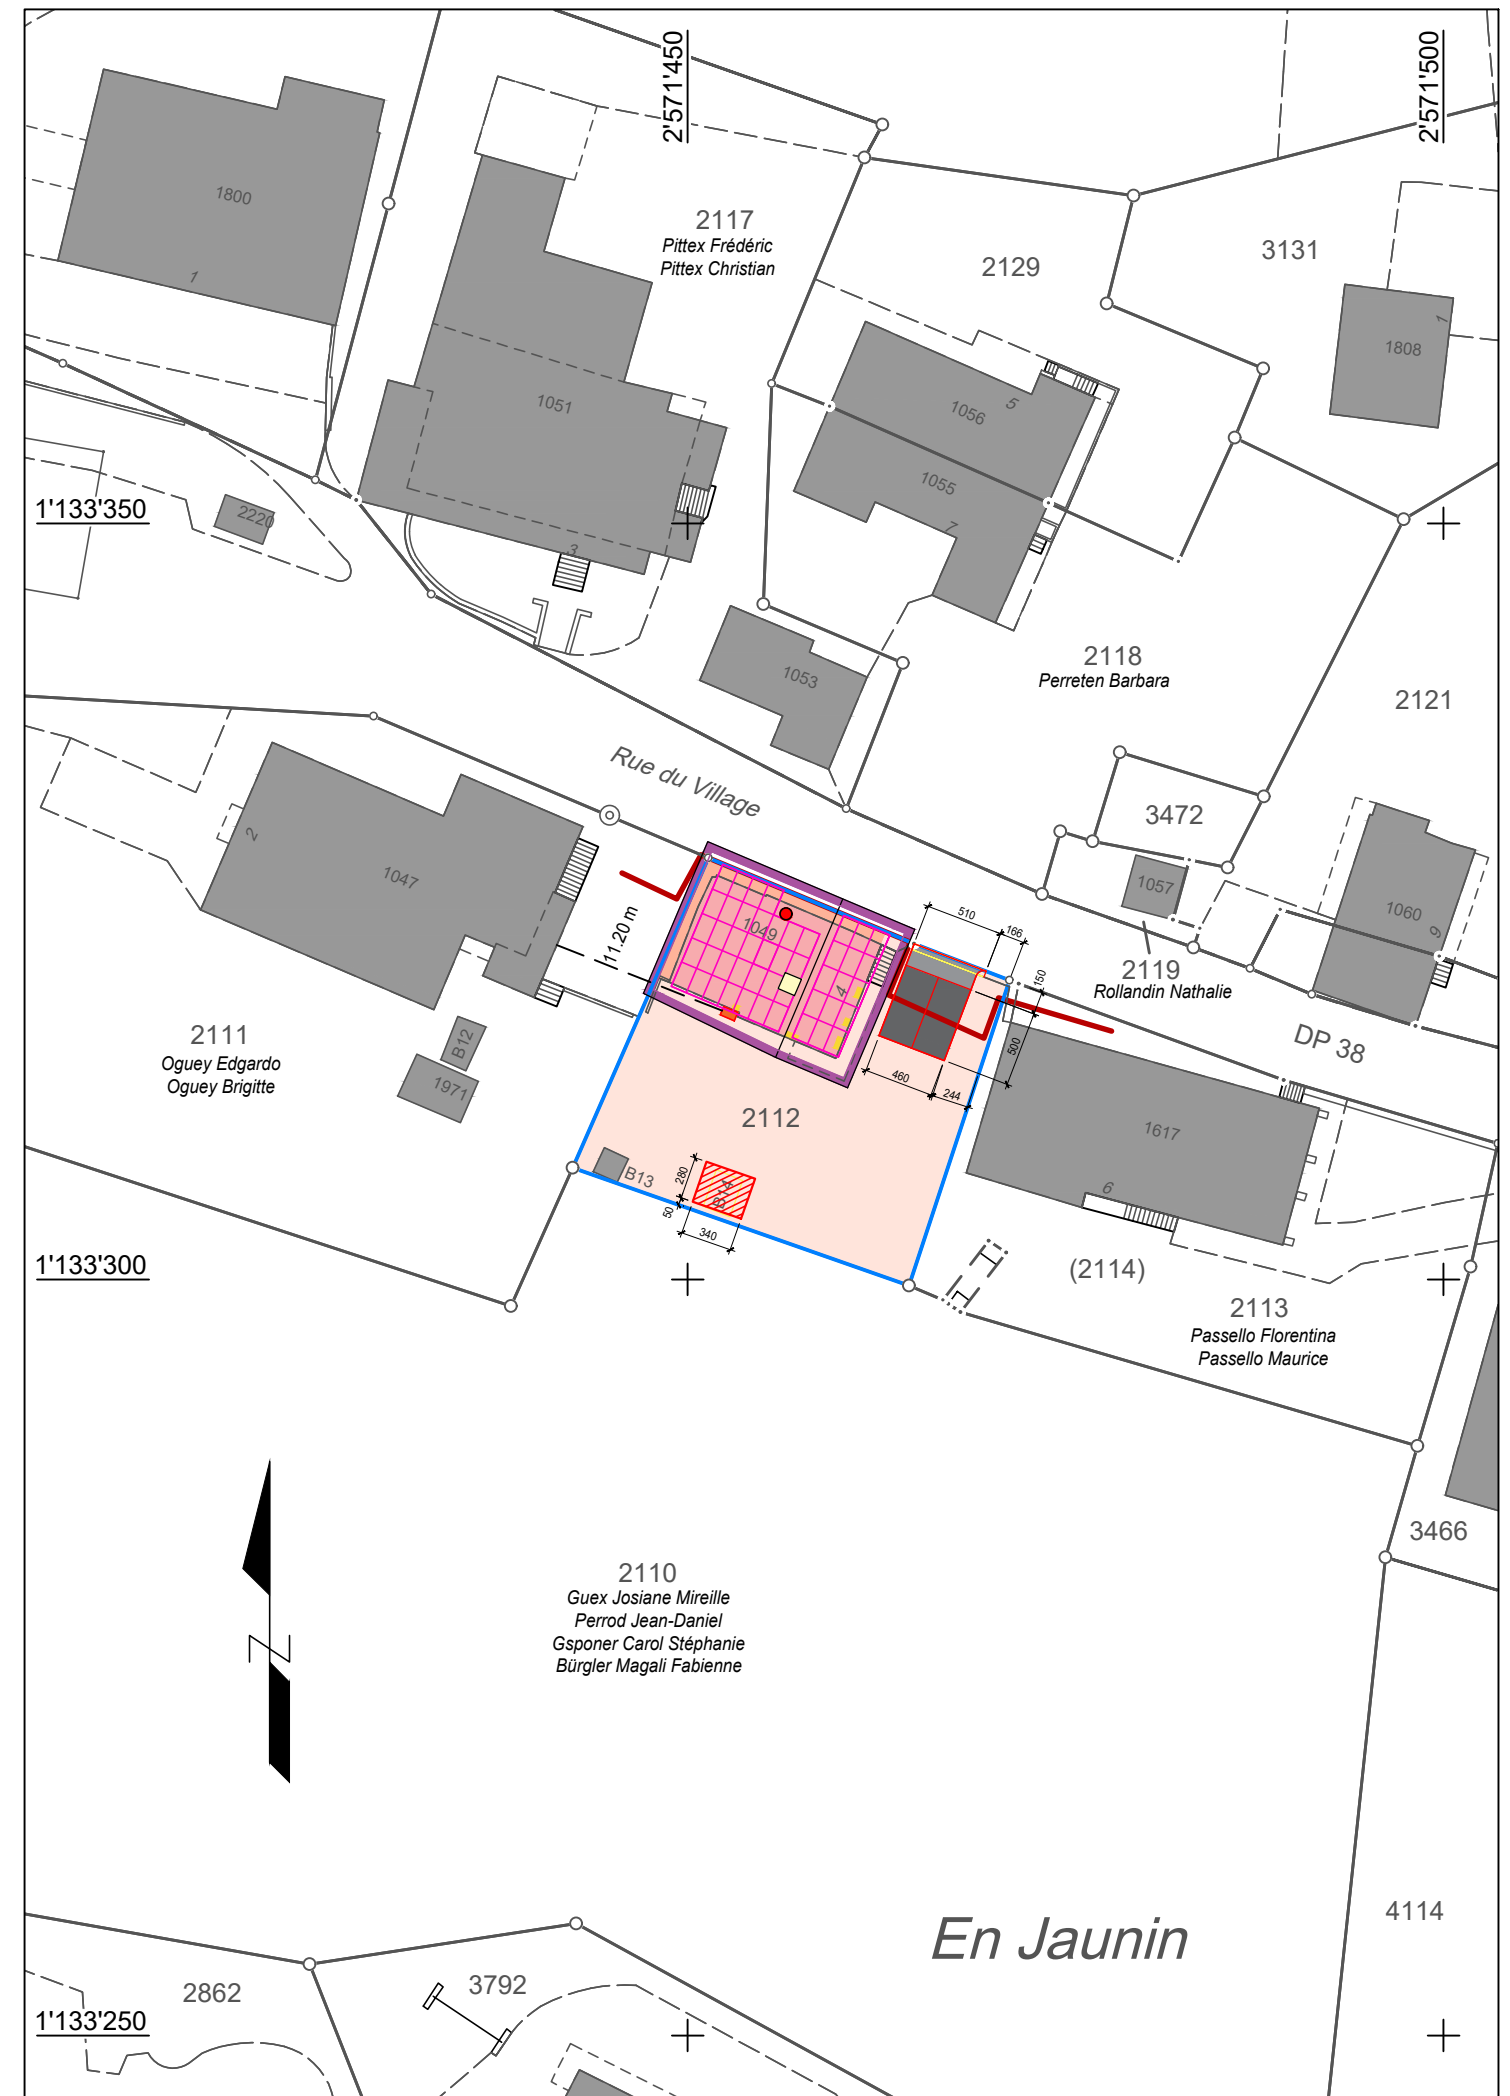 2'571'450
2'571'500
1800
1
2117
Pittex Frédéric
Pittex Christian
2129
3131
1808
1
1051
1056
5
1055
7
1'133'350
2220
3
1053
2118
Perreten Barbara
2121
Rue du Village
3472
1057
1060
9
2
1047
11.20 m
1049
4
510
166
150
500
460
244
2119
Rollandin Nathalie
DP 38
2111
Oguey Edgardo
Oguey Brigitte
B12
1971
2112
1617
6
B13
B14
280
50
340
1'133'300
(2114)
2113
Passello Florentina
Passello Maurice
3466
2110
Guex Josiane Mireille
Perrod Jean-Daniel
Gsponer Carol Stéphanie
Bürgler Magali Fabienne
N
En Jaunin
4114
2862
3792
1'133'250